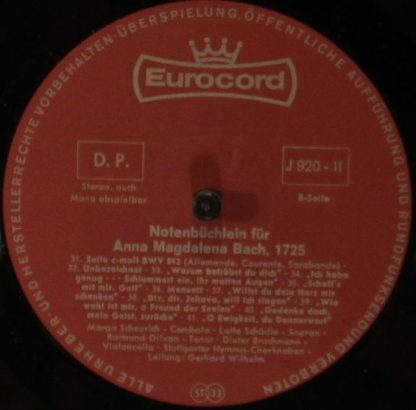 ALLE URHEBER- UND HERSTELLERRECHTE VORBEHALTEN - ÜBERSPIELUNG, ÖFFENTLICHE AUFFÜHRUNG UND RUNDFUNKSENDUNG VERBOTEN
Eurocord
D. P.
J 920 - II
Stereo, auch
Mono abspielbar
B-Seite
Notenbüchlein für
Anna Magdalena Bach, 1725
31. Suite c-moll BWV 812 (Allemande, Courante, Sarabande) -
32. Unbezeichnet - 33. „Warum betrübst du dich" - 34. „Ich habe
genug - - - Schlummert ein, ihr matten Augen" - 35. „Schaff's
mit mir, Gott" - 36. Menuett - 37. „Willst du dein Herz mir
schenken" - 38. „Dir, dir, Jehova, will ich singen" - 39. „Wie
wohl ist mir, o Freund der Seelen" - 40. „Gedenke doch,
mein Geist, zurücke" - 41. „O Ewigkeit, du Donnerwort"
Martin Scheurich - Cembalo - Lotte Schädle - Sopran -
Raimund Gilvan - Tenor - Dieter Brachmann -
Violoncello - Stuttgarter Hymnus-Chorknaben -
Leitung: Gerhard Wilhelm
ST 33